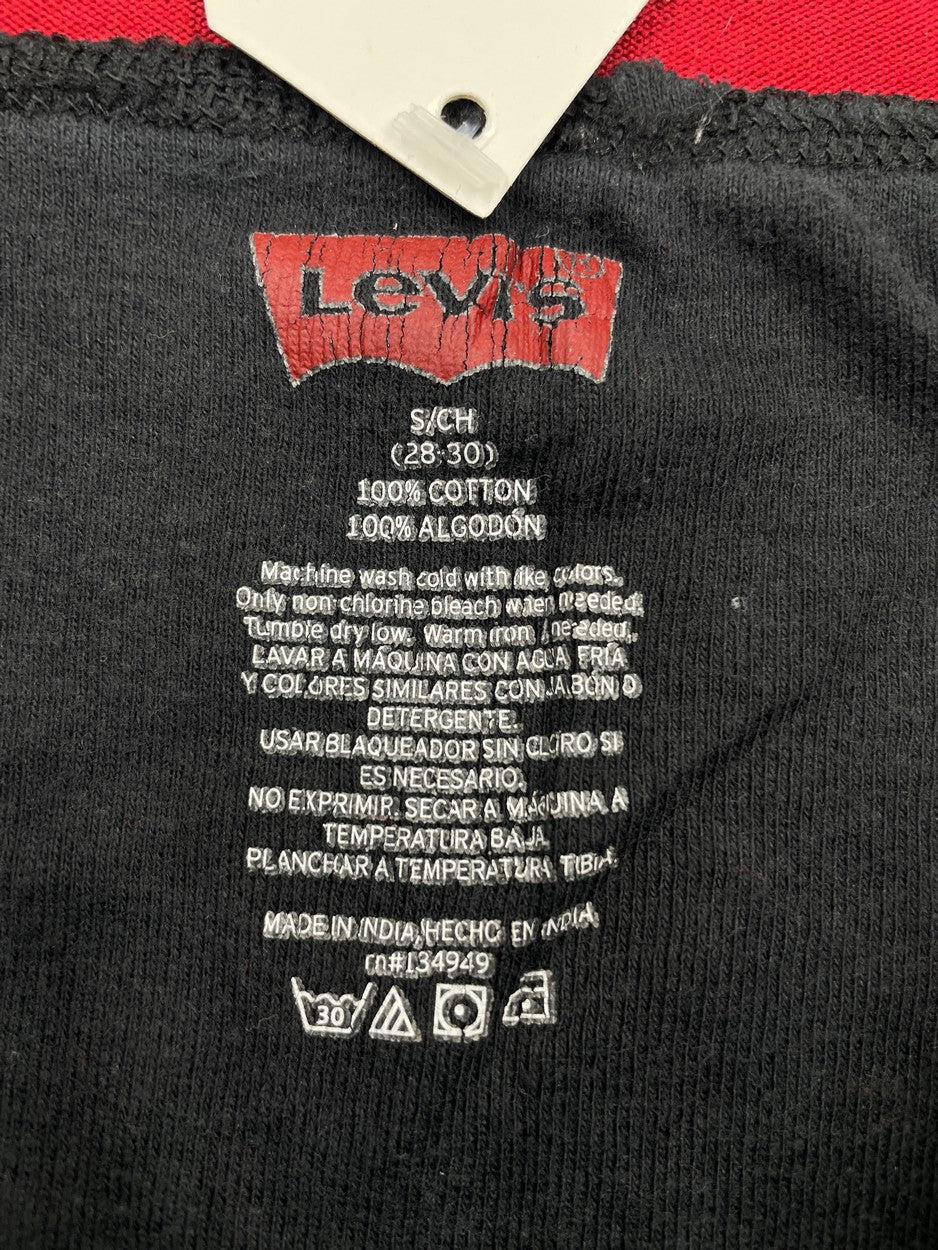 Levi's®
S/CH
(28-30)
100% COTTON
100% ALGODÓN
Machine wash cold with like colors.
Only non chlorine bleach when needed.
Tumble dry low. Warm iron needed.
LAVAR A MÁQUINA CON AGUA FRÍA
Y COLORES SIMILARES CON JABÓN O
DETERGENTE.
USAR BLAQUEADOR SIN CLORO SI
ES NECESARIO.
NO EXPRIMIR. SECAR A MÁQUINA A
TEMPERATURA BAJA
PLANCHAR A TEMPERATURA TIBIA.
MADE IN INDIA/HECHO EN INDIA
rn#134949
30